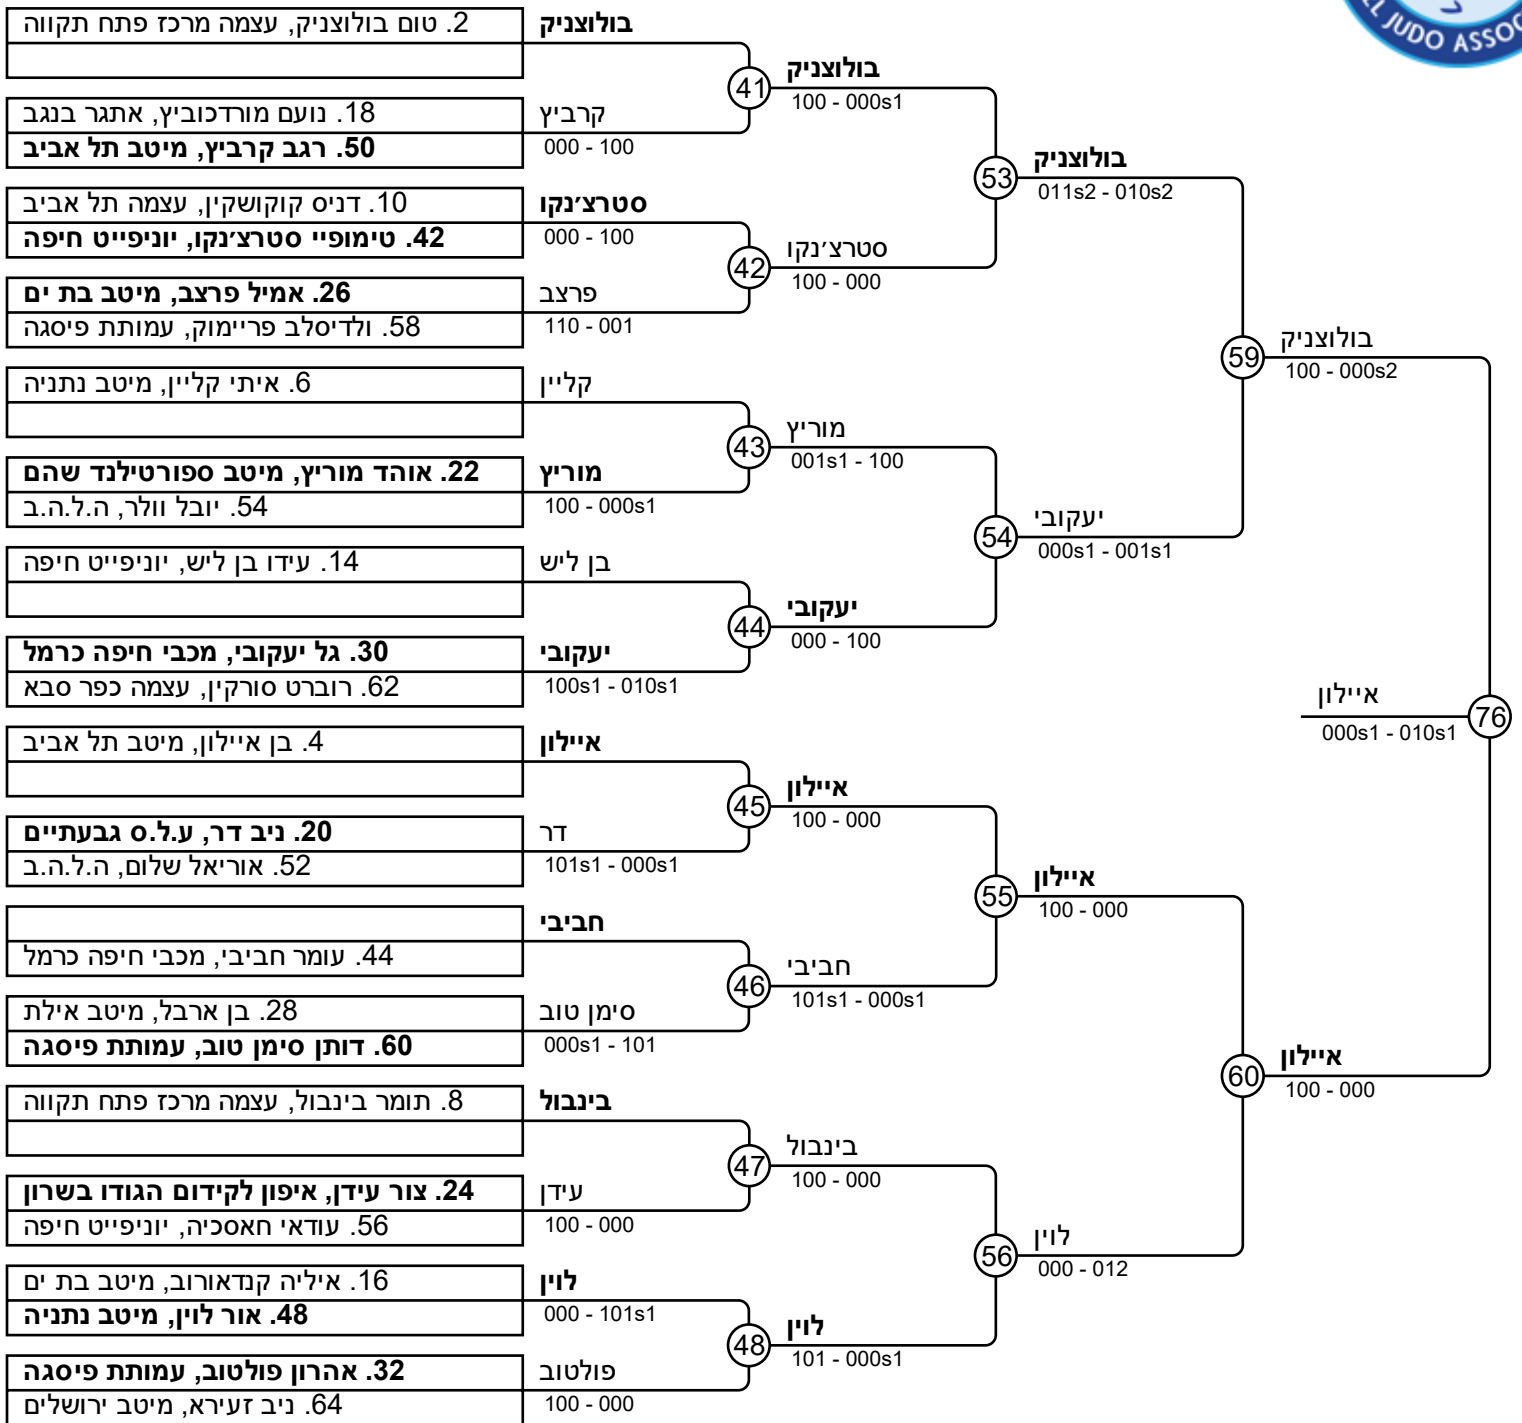 2. טום בולוצניק, עצמה מרכז פתח תקווה
18. נועם מורדכוביץ, אתגר בנגב
50. רגב קרביץ, מיטב תל אביב
10. דניס קוקושקין, עצמה תל אביב
42. טימופיי סטרצ׳נקו, יוניפייט חיפה
26. אמיל פרצב, מיטב בת ים
58. ולדיסלב פריימוק, עמותת פיסגה
6. איתי קליין, מיטב נתניה
22. אוהד מוריץ, מיטב ספורטילנד שהם
54. יובל וולר, ה.ל.ה.ב
14. עידו בן ליש, יוניפייט חיפה
30. גל יעקובי, מכבי חיפה כרמל
62. רוברט סורקין, עצמה כפר סבא
4. בן איילון, מיטב תל אביב
20. ניב דר, ע.ל.ס גבעתיים
52. אוריאל שלום, ה.ל.ה.ב
44. עומר חביבי, מכבי חיפה כרמל
28. בן ארבל, מיטב אילת
60. דותן סימן טוב, עמותת פיסגה
8. תומר בינבול, עצמה מרכז פתח תקווה
24. צור עידן, איפון לקידום הגודו בשרון
56. עודאי חאסכיה, יוניפייט חיפה
16. איליה קנדאורוב, מיטב בת ים
48. אור לוין, מיטב נתניה
32. אהרון פולטוב, עמותת פיסגה
64. ניב זעירא, מיטב ירושלים
בולוצניק
קרביץ
000 - 100
סטרצ׳נקו
000 - 100
פרצב
110 - 001
קליין
מוריץ
100 - 000s1
בן ליש
יעקובי
100s1 - 010s1
איילון
דר
101s1 - 000s1
חביבי
סימן טוב
000s1 - 101
בינבול
עידן
100 - 000
לוין
000 - 101s1
פולטוב
100 - 000
41
בולוצניק
100 - 000s1
42
סטרצ׳נקו
100 - 000
43
מוריץ
001s1 - 100
44
יעקובי
000 - 100
45
איילון
100 - 000
46
חביבי
101s1 - 000s1
47
בינבול
100 - 000
48
לוין
101 - 000s1
53
בולוצניק
011s2 - 010s2
54
יעקובי
000s1 - 001s1
55
איילון
100 - 000
56
לוין
000 - 012
59
בולוצניק
100 - 000s2
60
איילון
100 - 000
76
איילון
000s1 - 010s1
JUDO